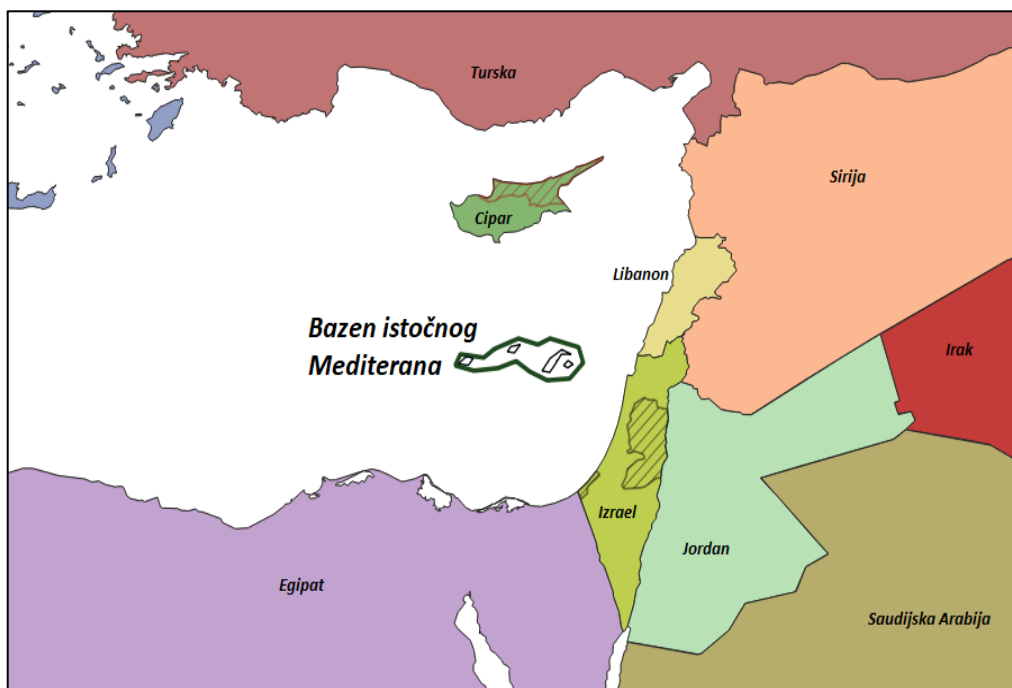 Turska
Sirija
Cipar
Libanon
Bazen istočnog
Mediterana
Irak
Izrael
Jordan
Egipat
Saudijska Arabija